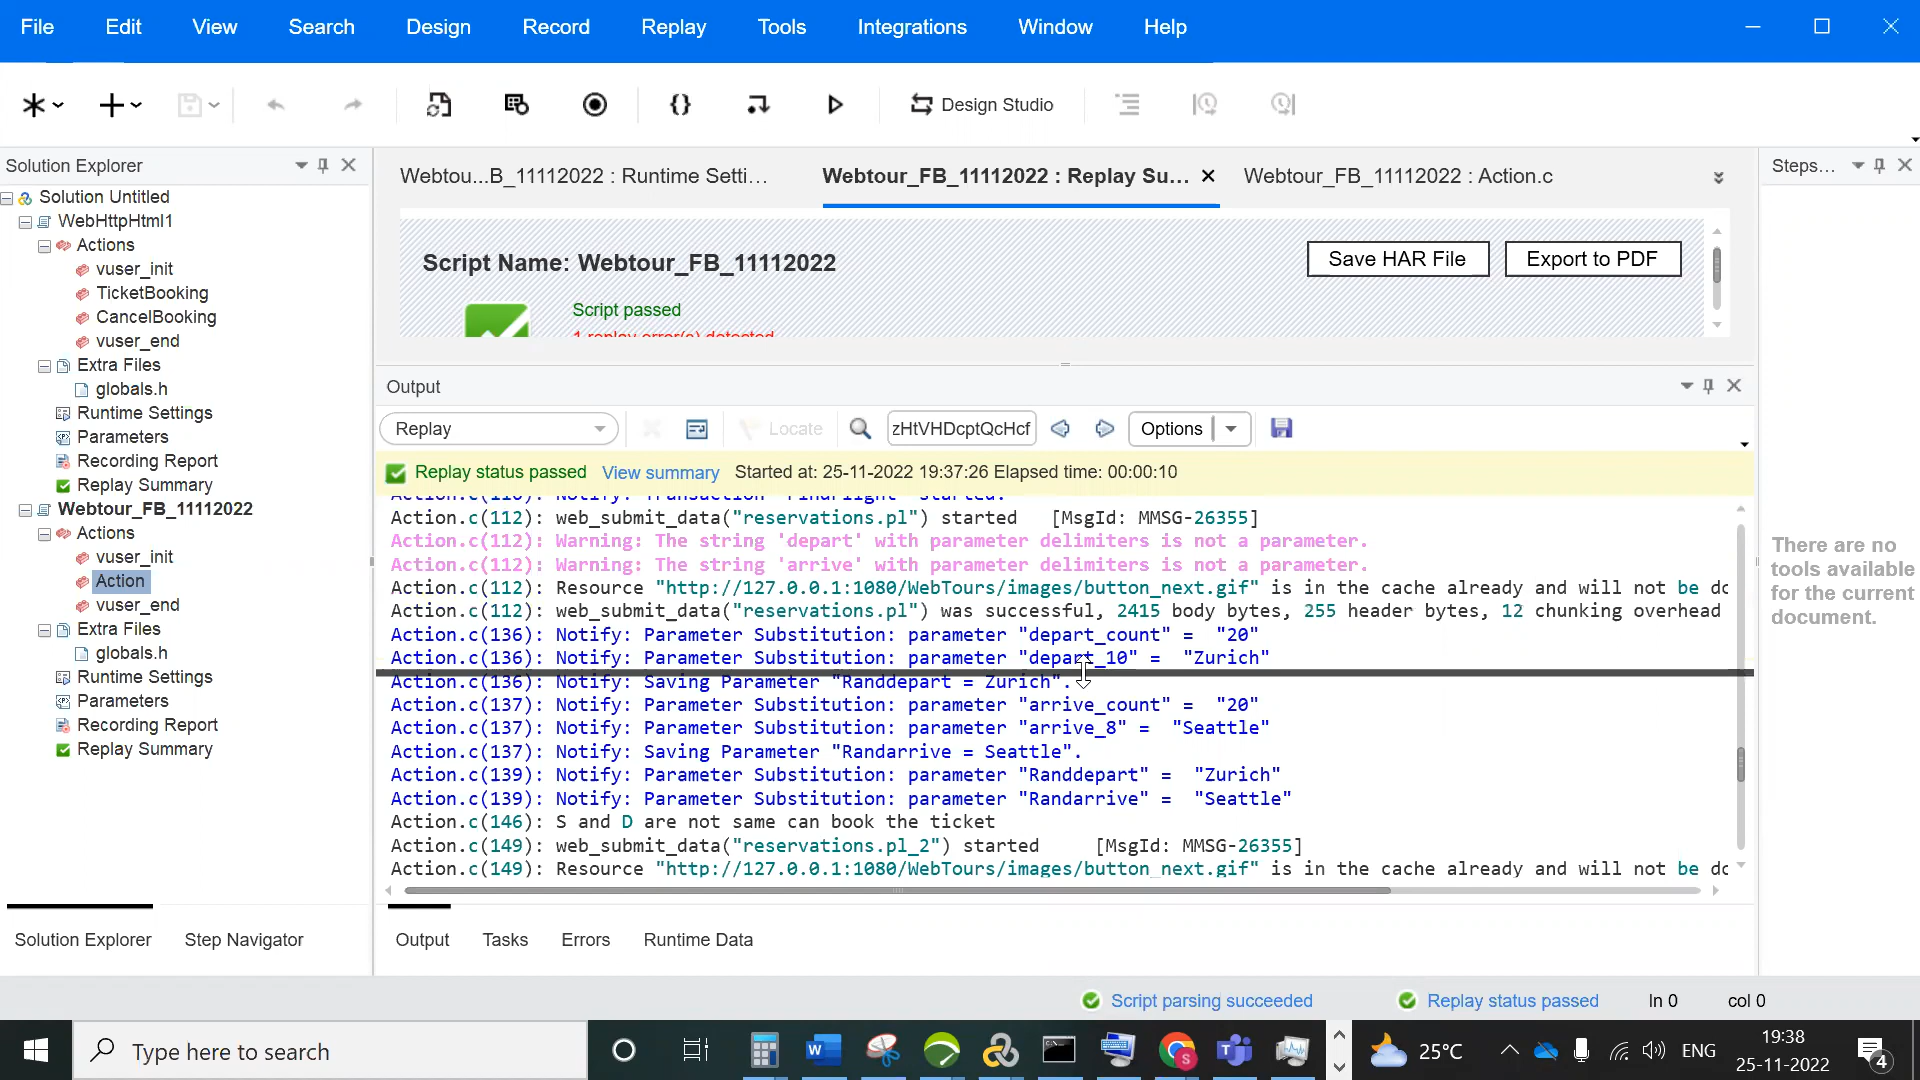 File Edit View Search Design Record Replay Tools Integrations Window Help
Design Studio
Solution Explorer
Solution Untitled
WebHttpHtml1
Actions
vuser_init
TicketBooking
CancelBooking
vuser_end
Extra Files
globals.h
Runtime Settings
Parameters
Recording Report
Replay Summary
Webtour_FB_11112022
Actions
vuser_init
Action
vuser_end
Extra Files
globals.h
Runtime Settings
Parameters
Recording Report
Replay Summary
Solution Explorer Step Navigator
Webtou...B_11112022 : Runtime Setti... Webtour_FB_11112022 : Replay Su... Webtour_FB_11112022 : Action.c
Script Name: Webtour_FB_11112022
Save HAR File Export to PDF
Script passed
1 replay error(s) detected
Output
Replay Locate zHtVHDcptQcHcf Options
Replay status passed View summary Started at: 25-11-2022 19:37:26 Elapsed time: 00:00:10
Action.c(110): Notify: Transaction "FindFlight" started.
Action.c(112): web_submit_data("reservations.pl") started [MsgId: MMSG-26355]
Action.c(112): Warning: The string 'depart' with parameter delimiters is not a parameter.
Action.c(112): Warning: The string 'arrive' with parameter delimiters is not a parameter.
Action.c(112): Resource "http://127.0.0.1:1080/WebTours/images/button_next.gif" is in the cache already and will not be dc
Action.c(112): web_submit_data("reservations.pl") was successful, 2415 body bytes, 255 header bytes, 12 chunking overhead
Action.c(136): Notify: Parameter Substitution: parameter "depart_count" = "20"
Action.c(136): Notify: Parameter Substitution: parameter "depart_10" = "Zurich"
Action.c(136): Notify: Saving Parameter "Randdepart = Zurich".
Action.c(137): Notify: Parameter Substitution: parameter "arrive_count" = "20"
Action.c(137): Notify: Parameter Substitution: parameter "arrive_8" = "Seattle"
Action.c(137): Notify: Saving Parameter "Randarrive = Seattle".
Action.c(139): Notify: Parameter Substitution: parameter "Randdepart" = "Zurich"
Action.c(139): Notify: Parameter Substitution: parameter "Randarrive" = "Seattle"
Action.c(146): S and D are not same can book the ticket
Action.c(149): web_submit_data("reservations.pl_2") started [MsgId: MMSG-26355]
Action.c(149): Resource "http://127.0.0.1:1080/WebTours/images/button_next.gif" is in the cache already and will not be dc
Output Tasks Errors Runtime Data
Steps...
There are no
tools available
for the current
document.
Script parsing succeeded Replay status passed ln 0 col 0
Type here to search
25°C
ENG
19:38
25-11-2022
4